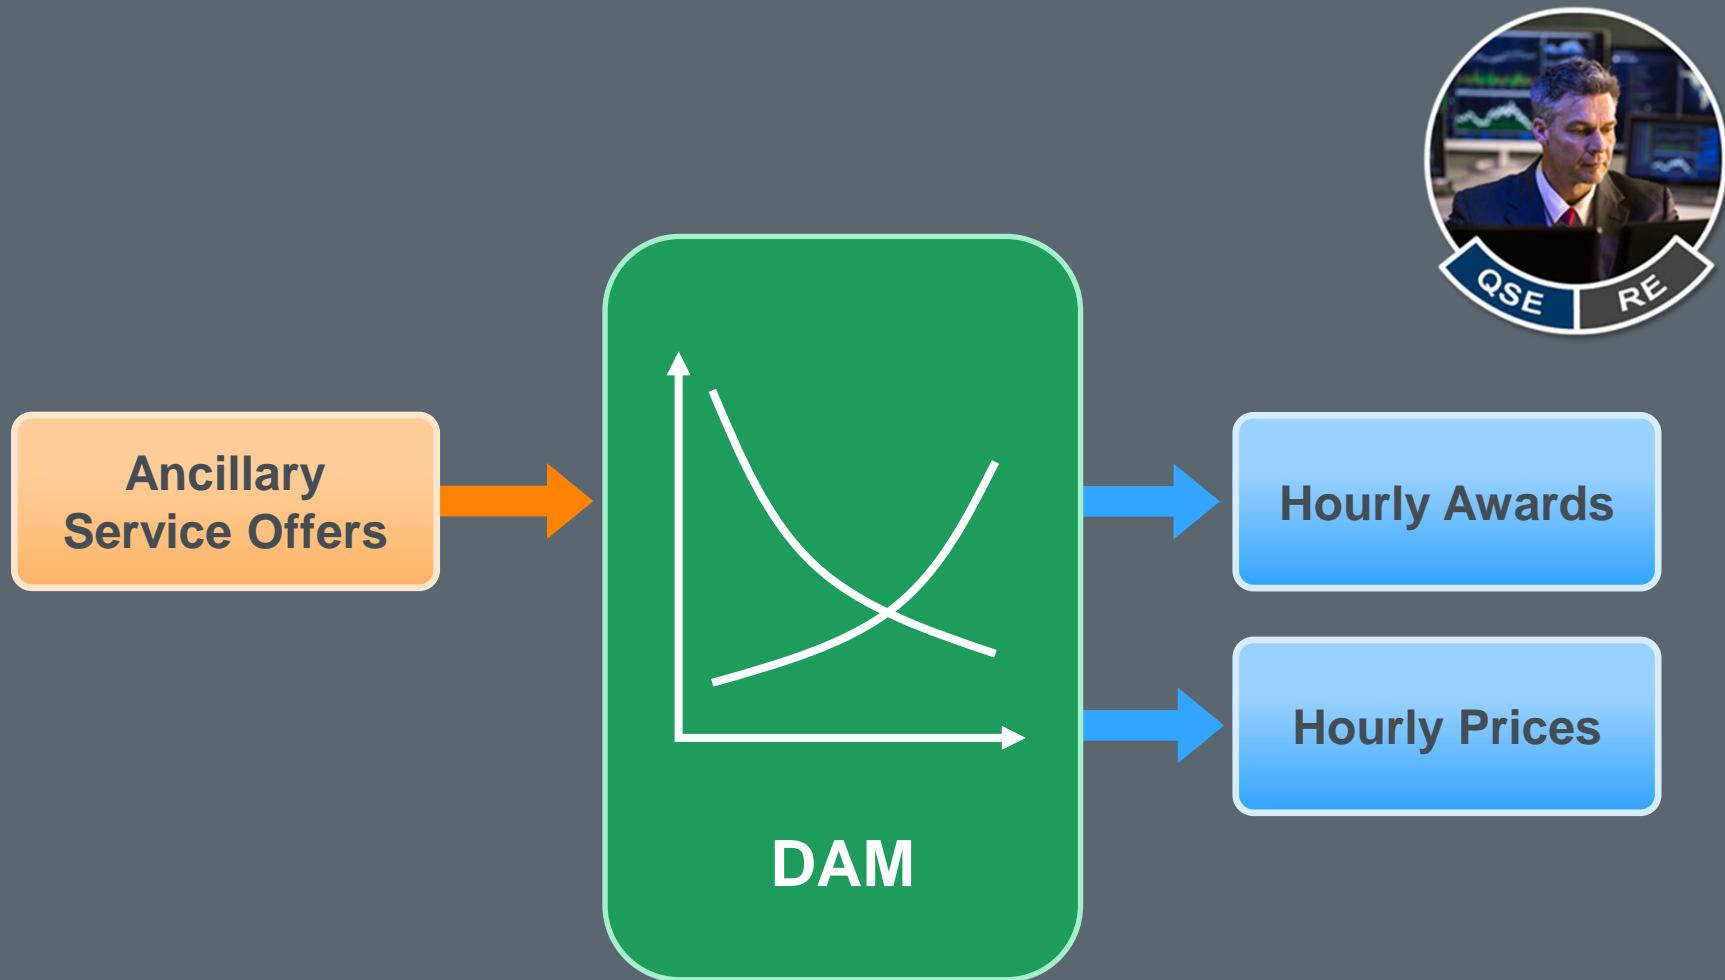 QSE
RE
Ancillary
Service Offers
Hourly Awards
Hourly Prices
DAM